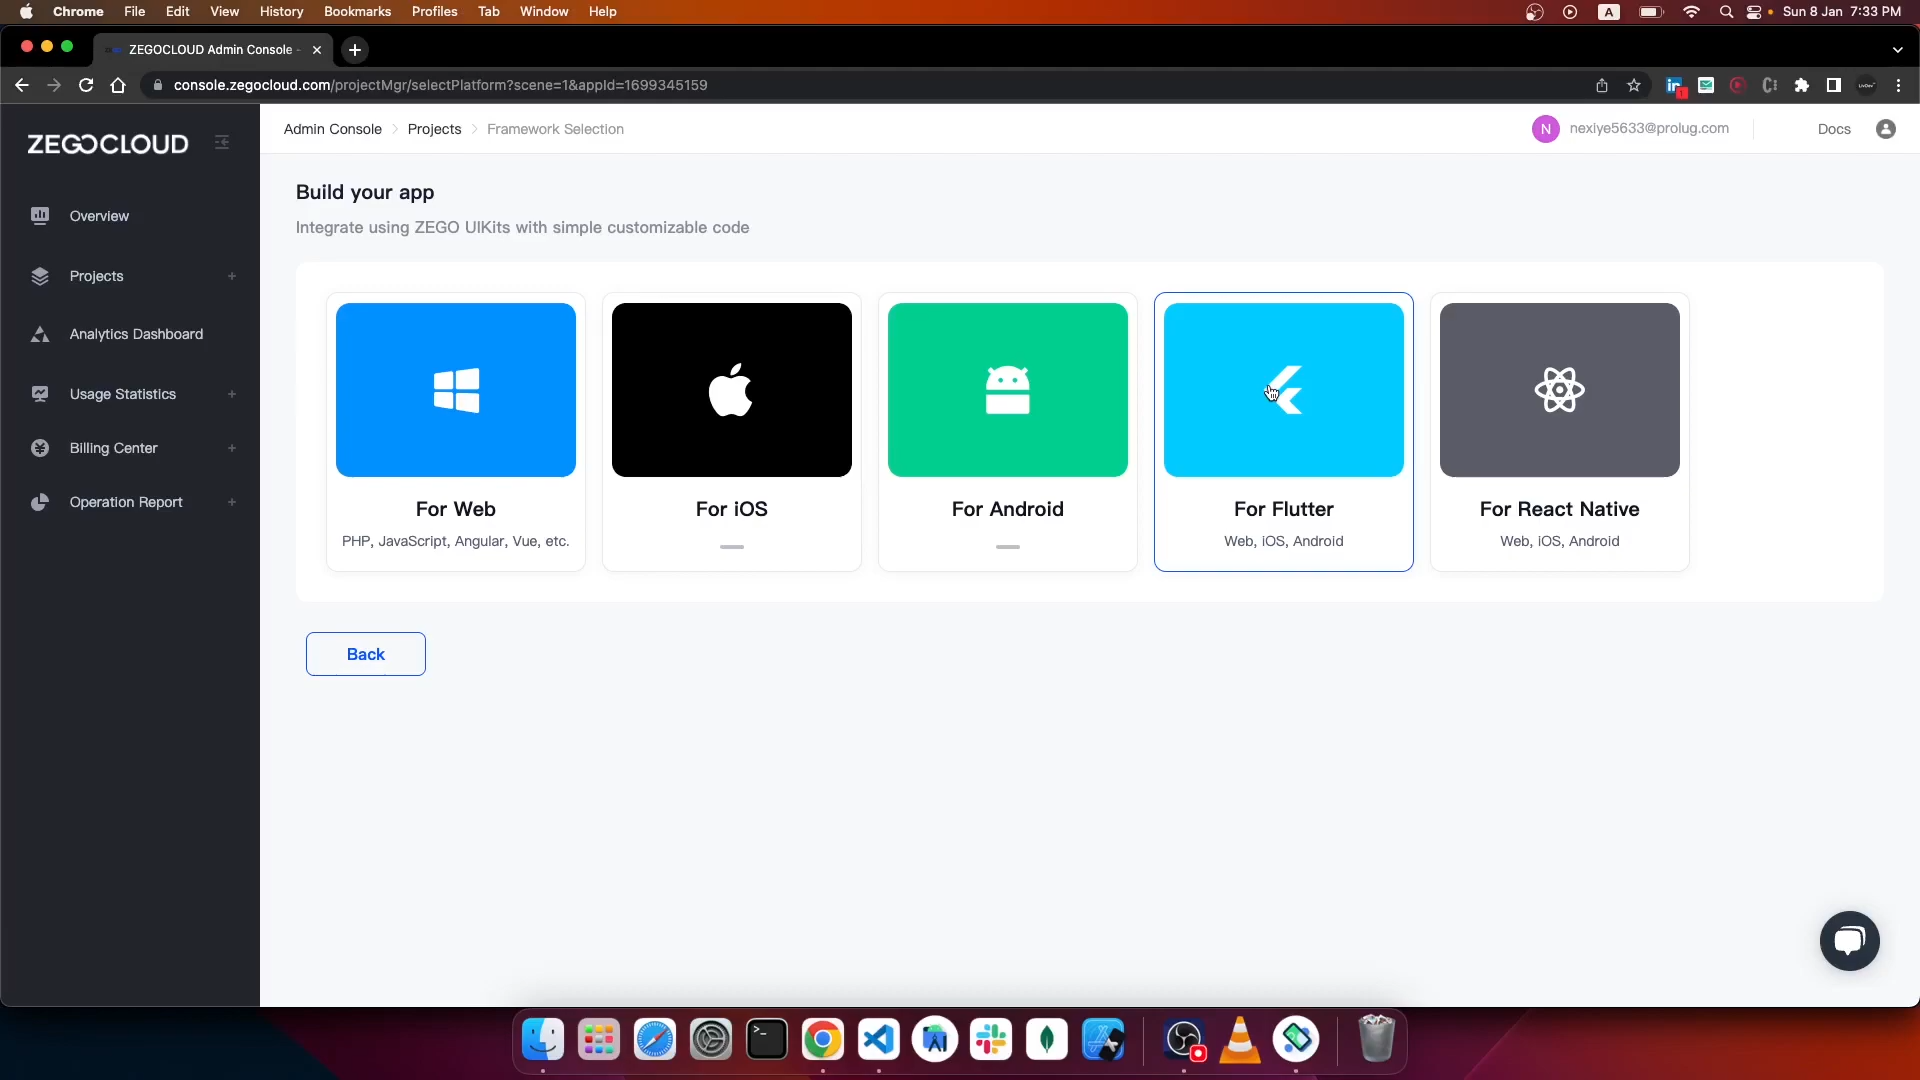 Chrome File Edit View History Bookmarks Profiles Tab Window Help
A
Sun 8 Jan 7:33 PM
ZEGOCLOUD Admin Console -
console.zegocloud.com/projectMgr/selectPlatform?scene=1&appId=1699345159
ZEGOCLOUD
Admin Console > Projects > Framework Selection
N nexiye5633@prolug.com
Docs
Overview
Projects +
Analytics Dashboard
Usage Statistics +
Billing Center +
Operation Report +
Build your app
Integrate using ZEGO UIKits with simple customizable code
For Web
PHP, JavaScript, Angular, Vue, etc.
For iOS
For Android
For Flutter
Web, iOS, Android
For React Native
Web, iOS, Android
Back